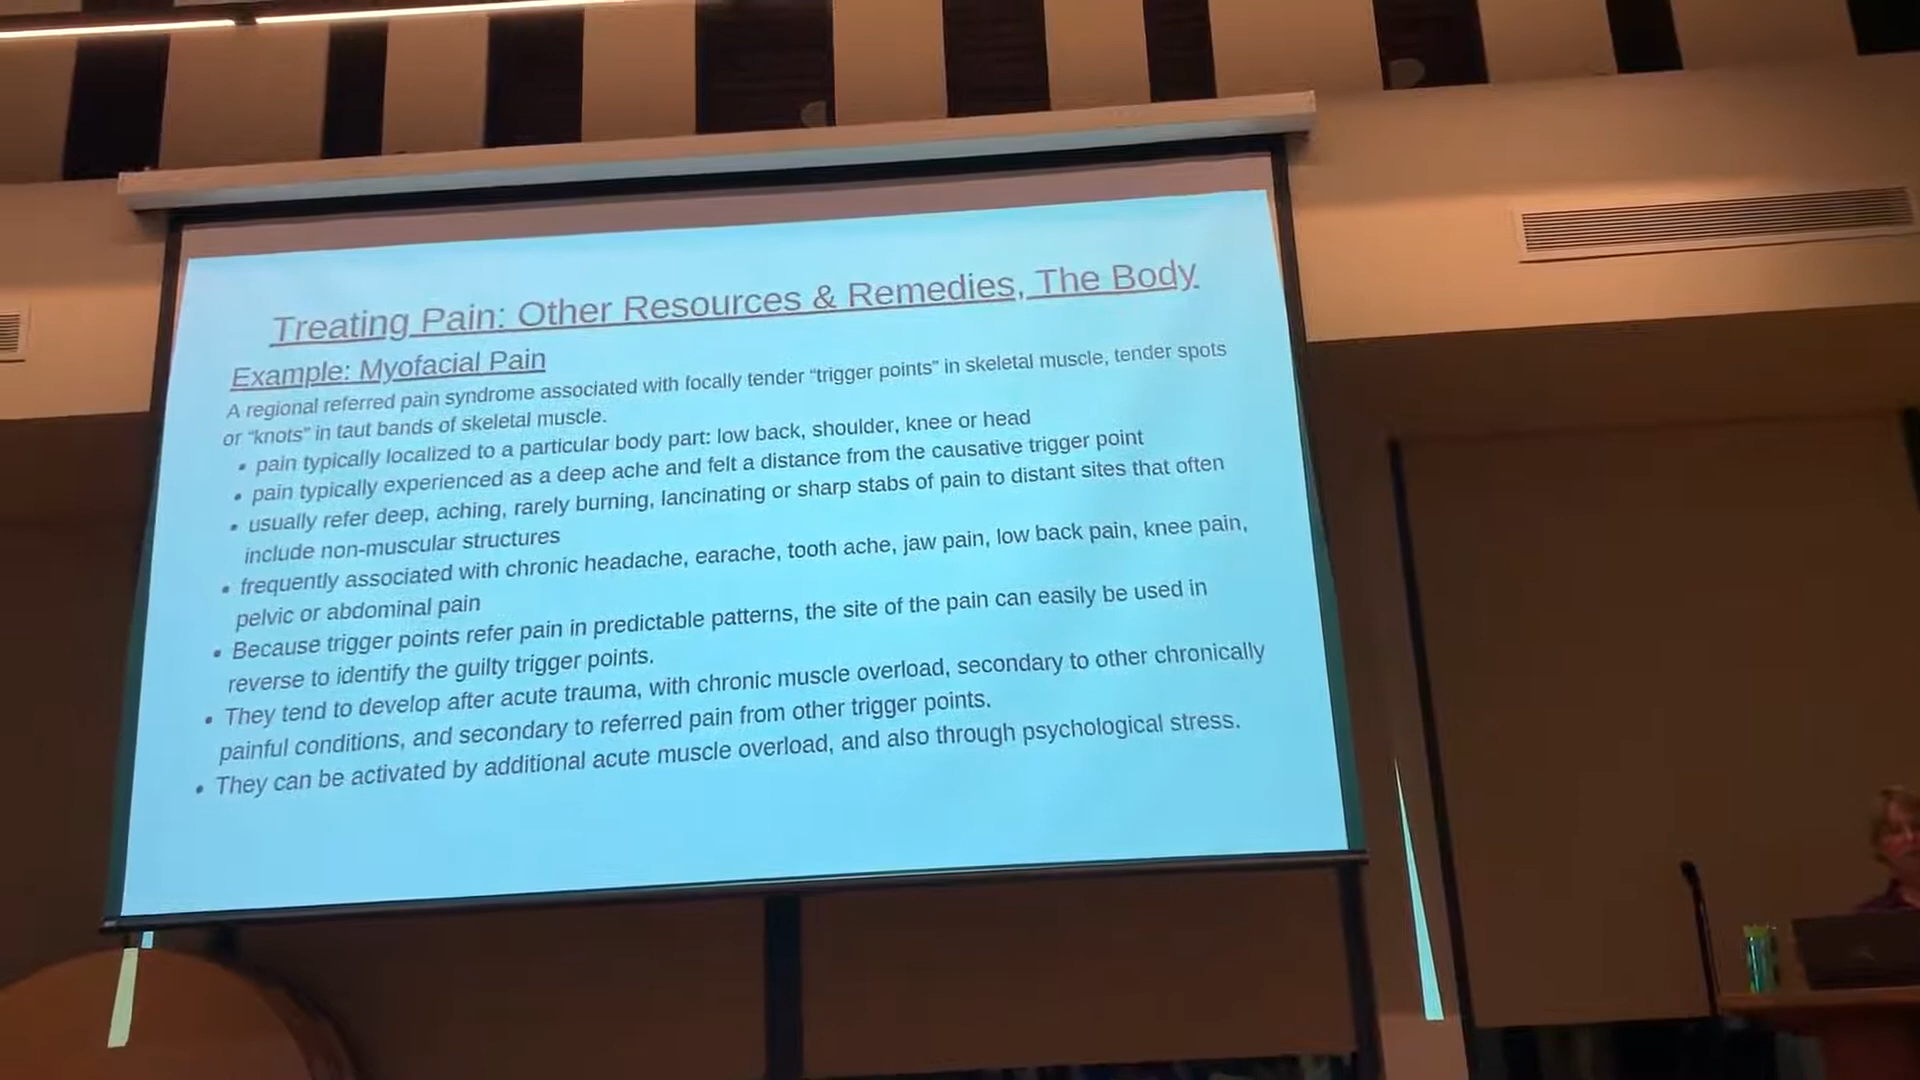 Treating Pain: Other Resources & Remedies, The Body
Example: Myofacial Pain
A regional referred pain syndrome associated with focally tender “trigger points” in skeletal muscle, tender spots
or “knots” in taut bands of skeletal muscle.
• pain typically localized to a particular body part: low back, shoulder, knee or head
• pain typically experienced as a deep ache and felt a distance from the causative trigger point
• usually refer deep, aching, rarely burning, lancinating or sharp stabs of pain to distant sites that often
include non-muscular structures
• frequently associated with chronic headache, earache, tooth ache, jaw pain, low back pain, knee pain,
pelvic or abdominal pain
• Because trigger points refer pain in predictable patterns, the site of the pain can easily be used in
reverse to identify the guilty trigger points.
• They tend to develop after acute trauma, with chronic muscle overload, secondary to other chronically
painful conditions, and secondary to referred pain from other trigger points.
• They can be activated by additional acute muscle overload, and also through psychological stress.